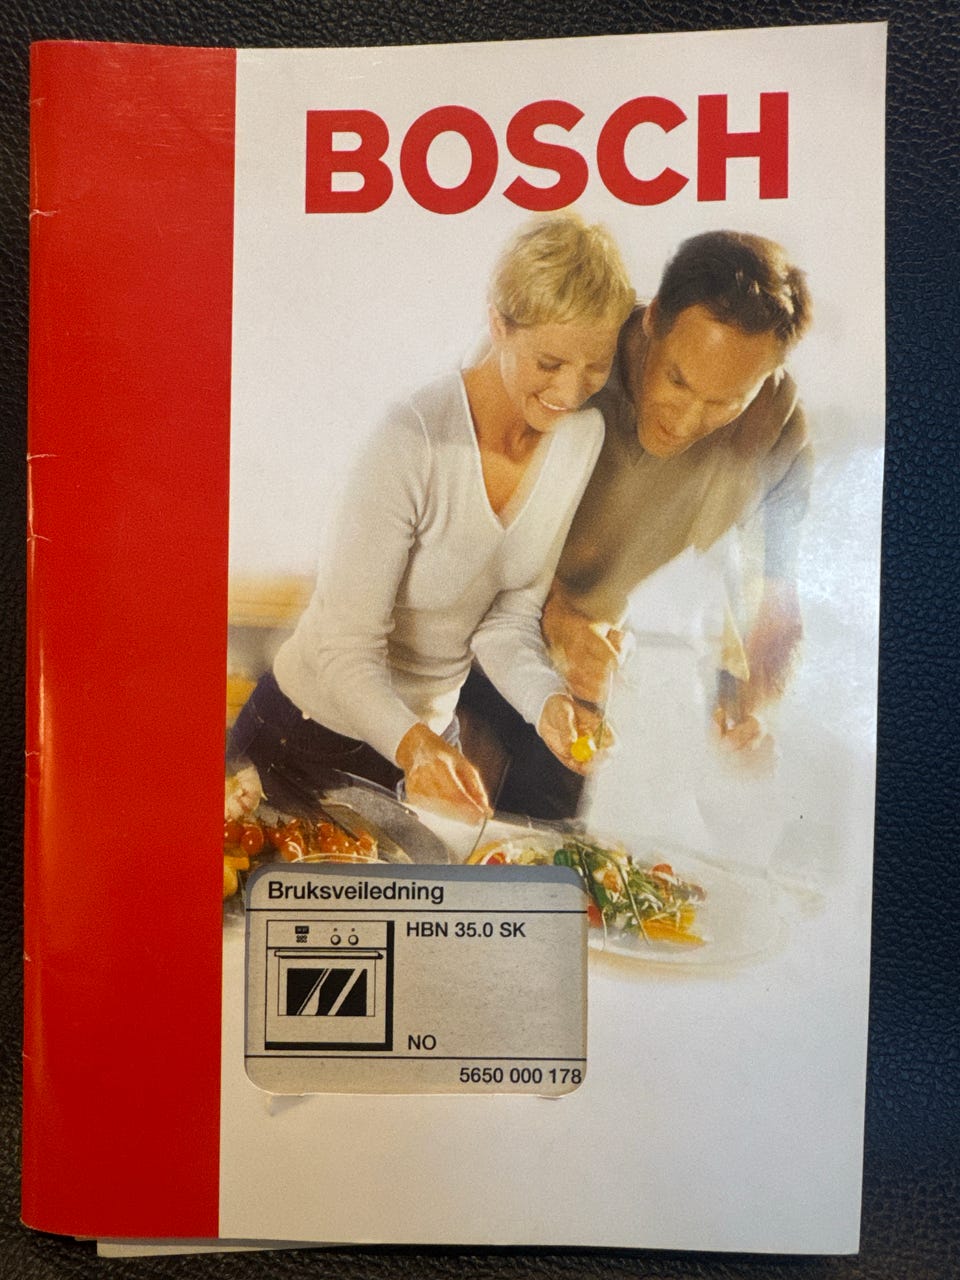 BOSCH
Bruksveiledning
HBN 35.0 SK
NO
5650 000 178